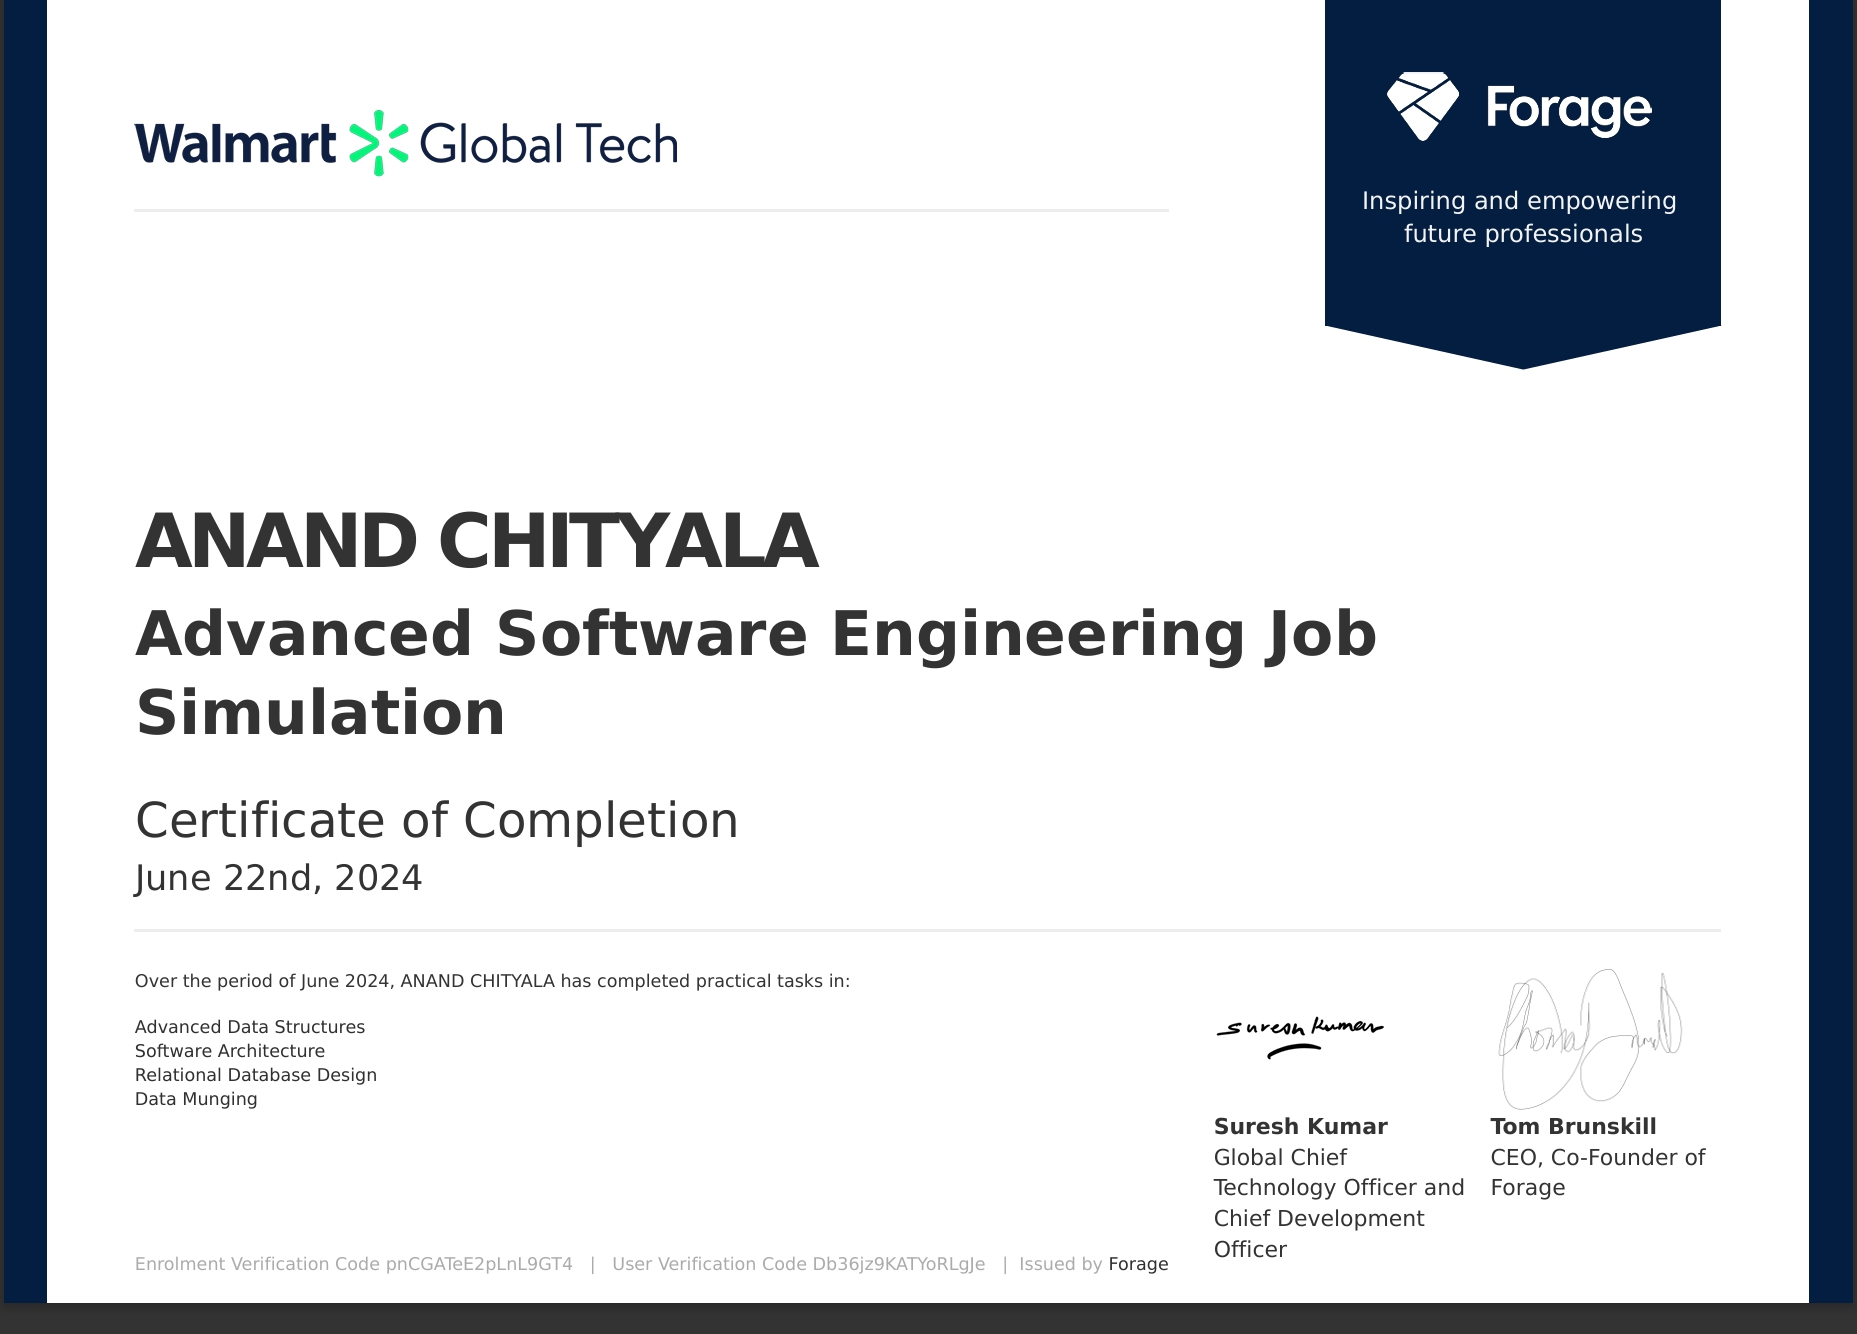 Walmart Global Tech
Forage
Inspiring and empowering
future professionals
ANAND CHITYALA
Advanced Software Engineering Job
Simulation
Certificate of Completion
June 22nd, 2024
Over the period of June 2024, ANAND CHITYALA has completed practical tasks in:
Advanced Data Structures
Software Architecture
Relational Database Design
Data Munging
Suresh Kumar
Suresh Kumar
Global Chief
Technology Officer and
Chief Development
Officer
Tom Brunskill
CEO, Co-Founder of
Forage
Enrolment Verification Code pnCGATeE2pLnL9GT4 | User Verification Code Db36jz9KATYoRLgJe | Issued by Forage